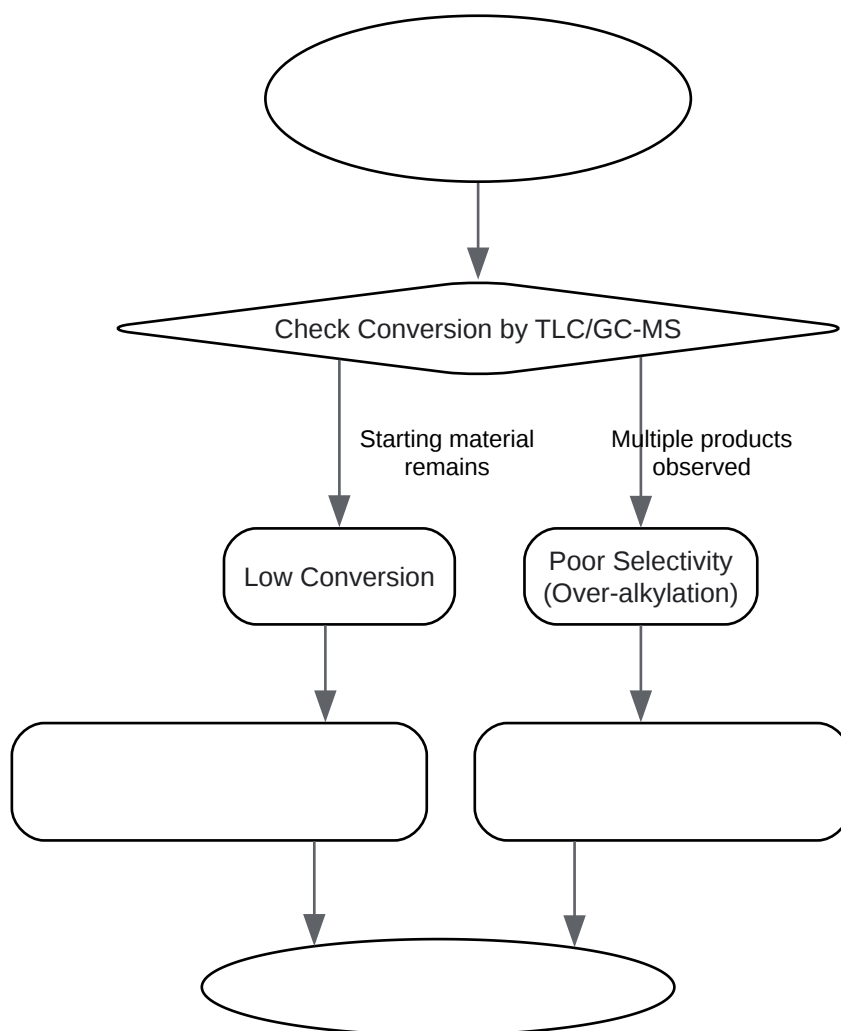 Check Conversion by TLC/GC-MS
Starting material
remains
Multiple products
observed
Low Conversion
Poor Selectivity
(Over-alkylation)